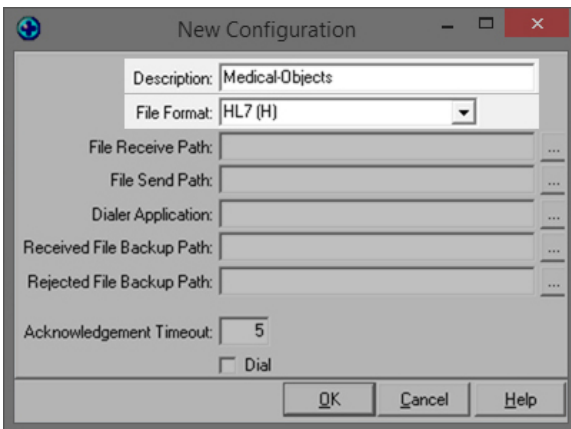 New Configuration
Description: Medical-Objects
File Format: HL7 (H)
File Receive Path: ...
File Send Path: ...
Dialer Application: ...
Received File Backup Path: ...
Rejected File Backup Path: ...
Acknowledgement Timeout: 5
Dial
OK Cancel Help